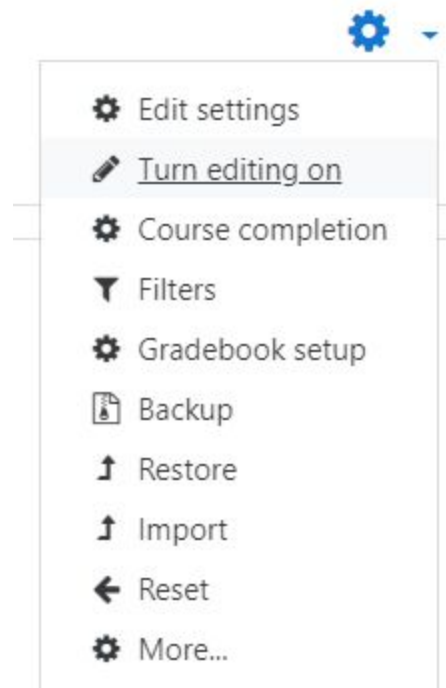 Edit settings
Turn editing on
Course completion
Filters
Gradebook setup
Backup
Restore
Import
Reset
More...